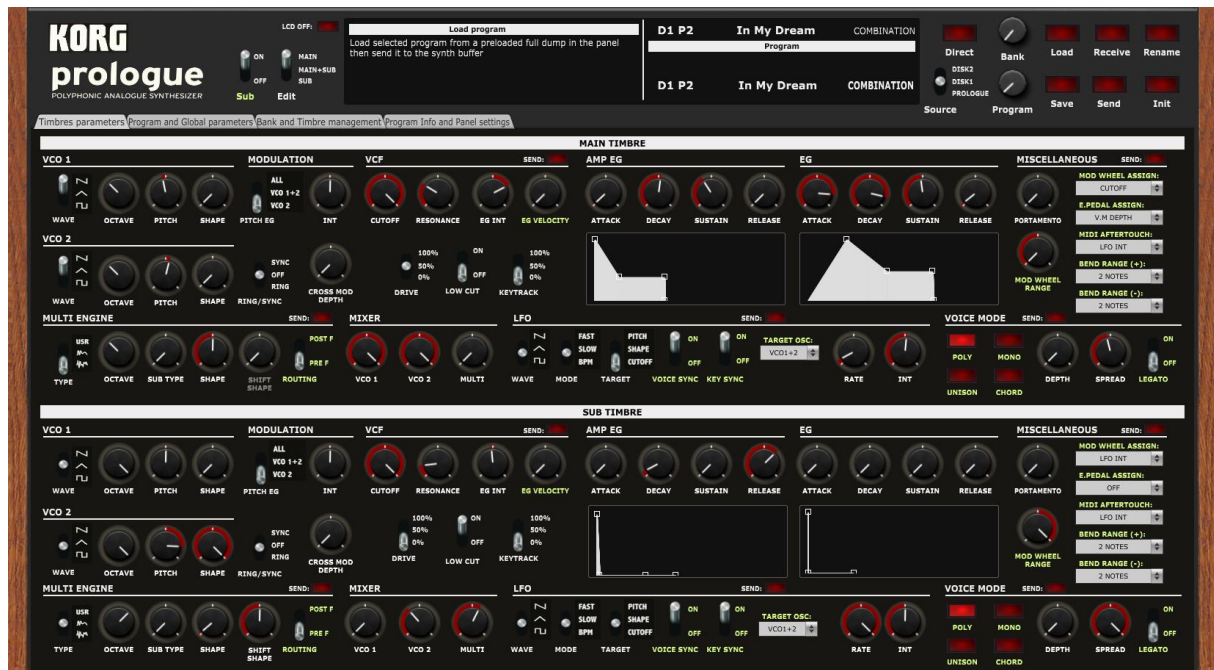 KORG
prologue
POLYPHONIC ANALOGUE SYNTHESIZER
LCD OFF:
ON
OFF
Sub
MAIN
MAIN+SUB
SUB
Edit
Load program
Load selected program from a preloaded full dump in the panel
then send it to the synth buffer
D1 P2 In My Dream COMBINATION
Program
D1 P2 In My Dream COMBINATION
Direct
DISK2
DISK1
PROLOGUE
Source
Bank
Program
Load Receive Rename
Save Send Init
Timbres parameters Program and Global parameters Bank and Timbre management Program Info and Panel settings
MAIN TIMBRE
VCO 1
WAVE OCTAVE PITCH SHAPE
MODULATION
ALL
VCO 1+2
VCO 2
PITCH EG INT
VCF SEND:
CUTOFF RESONANCE EG INT EG VELOCITY
AMP EG
ATTACK DECAY SUSTAIN RELEASE
EG
ATTACK DECAY SUSTAIN RELEASE
MISCELLANEOUS SEND:
PORTAMENTO
MOD WHEEL ASSIGN:
CUTOFF
E.PEDAL ASSIGN:
V.M DEPTH
MIDI AFTERTOUCH:
LFO INT
BEND RANGE (+):
2 NOTES
BEND RANGE (-):
2 NOTES
MOD WHEEL
RANGE
VCO 2
WAVE OCTAVE PITCH SHAPE
SYNC
OFF
RING
RING/SYNC
CROSS MOD
DEPTH
100%
50%
0%
DRIVE
ON
OFF
LOW CUT
100%
50%
0%
KEYTRACK
MULTI ENGINE SEND:
USR
TYPE OCTAVE SUB TYPE SHAPE SHIFT
SHAPE
POST F
PRE F
ROUTING
MIXER
VCO 1 VCO 2 MULTI
LFO SEND:
WAVE
FAST
SLOW
BPM
MODE
PITCH
SHAPE
CUTOFF
TARGET
ON
OFF
VOICE SYNC
ON
OFF
KEY SYNC
TARGET OSC:
VCO1+2
RATE INT
VOICE MODE SEND:
POLY MONO
UNISON CHORD
DEPTH SPREAD
ON
OFF
LEGATO
SUB TIMBRE
VCO 1
WAVE OCTAVE PITCH SHAPE
MODULATION
ALL
VCO 1+2
VCO 2
PITCH EG INT
VCF SEND:
CUTOFF RESONANCE EG INT EG VELOCITY
AMP EG
ATTACK DECAY SUSTAIN RELEASE
EG
ATTACK DECAY SUSTAIN RELEASE
MISCELLANEOUS SEND:
PORTAMENTO
MOD WHEEL ASSIGN:
LFO INT
E.PEDAL ASSIGN:
OFF
MIDI AFTERTOUCH:
LFO INT
BEND RANGE (+):
2 NOTES
BEND RANGE (-):
2 NOTES
MOD WHEEL
RANGE
VCO 2
WAVE OCTAVE PITCH SHAPE
SYNC
OFF
RING
RING/SYNC
CROSS MOD
DEPTH
100%
50%
0%
DRIVE
ON
OFF
LOW CUT
100%
50%
0%
KEYTRACK
MULTI ENGINE SEND:
USR
TYPE OCTAVE SUB TYPE SHAPE SHIFT
SHAPE
POST F
PRE F
ROUTING
MIXER
VCO 1 VCO 2 MULTI
LFO SEND:
WAVE
FAST
SLOW
BPM
MODE
PITCH
SHAPE
CUTOFF
TARGET
ON
OFF
VOICE SYNC
ON
OFF
KEY SYNC
TARGET OSC:
VCO1+2
RATE INT
VOICE MODE SEND:
POLY MONO
UNISON CHORD
DEPTH SPREAD
ON
OFF
LEGATO